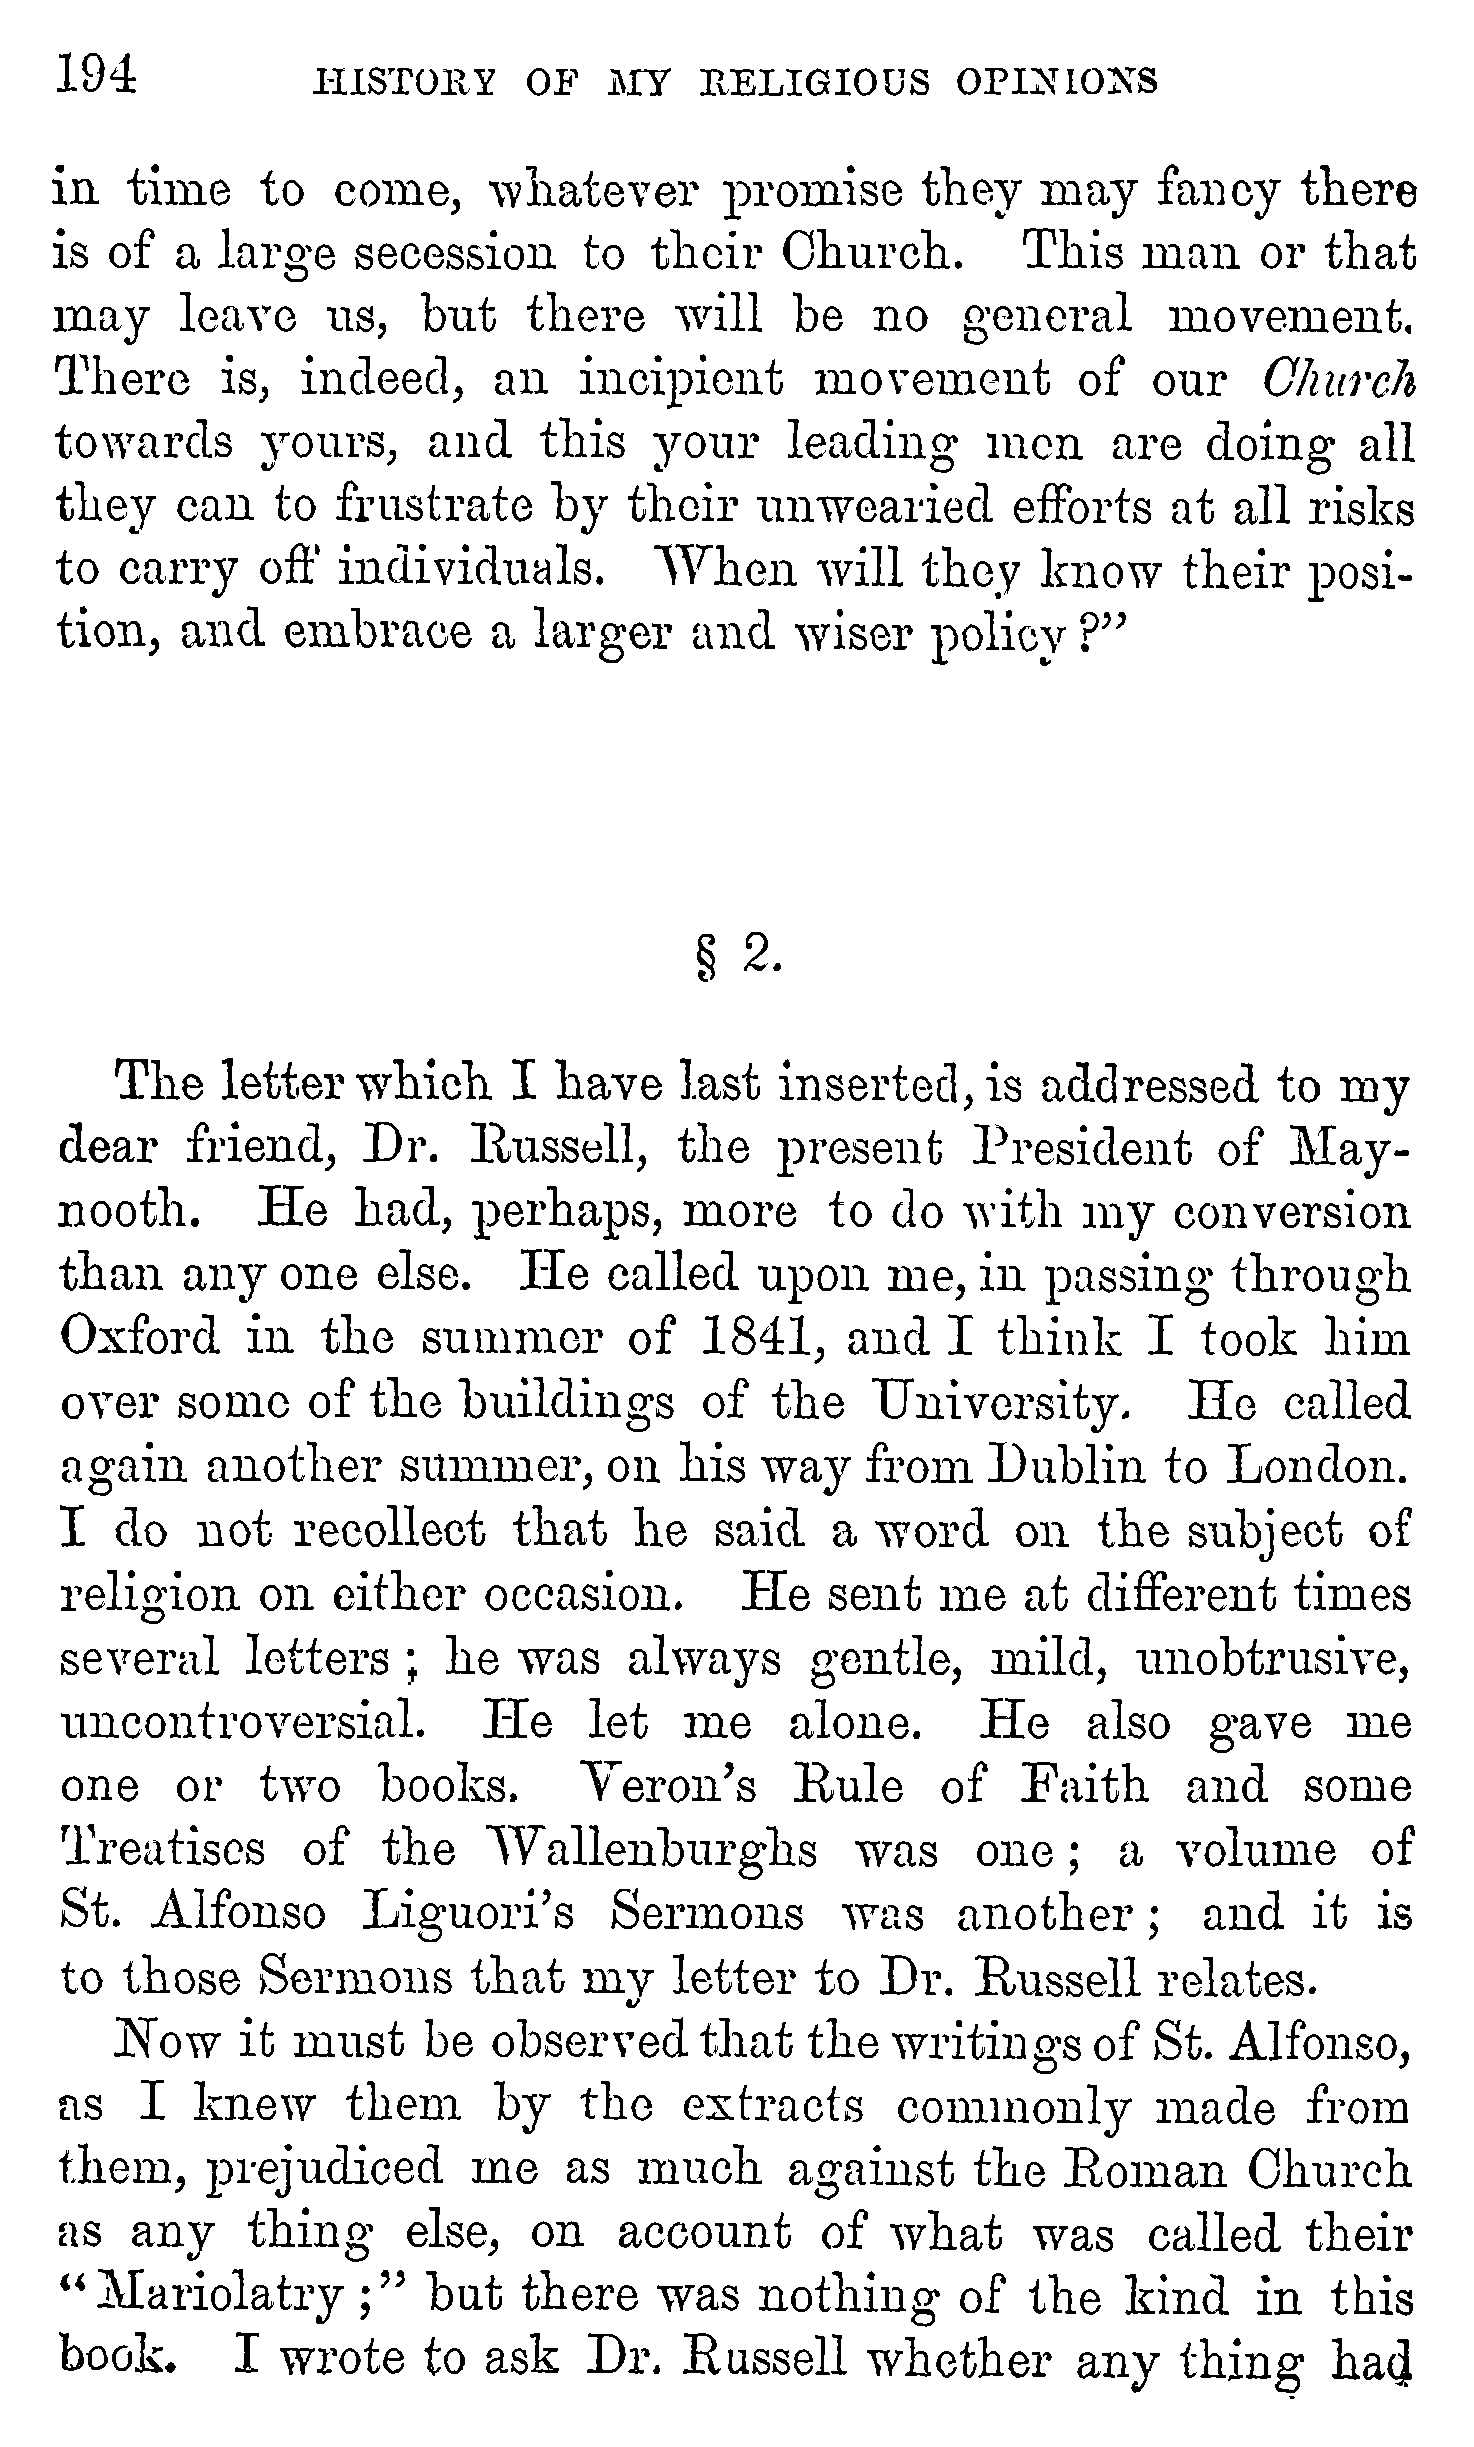 194 HISTORY OF MY RELIGIOUS OPINIONS
in time to come, whatever promise they may fancy there
is of a large secession to their Church. This man or that
may leave us, but there will be no general movement.
There is, indeed, an incipient movement of our Church
towards yours, and this your leading men are doing all
they can to frustrate by their unwearied efforts at all risks
to carry off individuals. When will they know their posi-
tion, and embrace a larger and wiser policy?”
§ 2.
The letter which I have last inserted, is addressed to my
dear friend, Dr. Russell, the present President of May-
nooth. He had, perhaps, more to do with my conversion
than any one else. He called upon me, in passing through
Oxford in the summer of 1841, and I think I took him
over some of the buildings of the University. He called
again another summer, on his way from Dublin to London.
I do not recollect that he said a word on the subject of
religion on either occasion. He sent me at different times
several letters; he was always gentle, mild, unobtrusive,
uncontroversial. He let me alone. He also gave me
one or two books. Veron’s Rule of Faith and some
Treatises of the Wallenburghs was one; a volume of
St. Alfonso Liguori’s Sermons was another; and it is
to those Sermons that my letter to Dr. Russell relates.
Now it must be observed that the writings of St. Alfonso,
as I knew them by the extracts commonly made from
them, prejudiced me as much against the Roman Church
as any thing else, on account of what was called their
“Mariolatry;” but there was nothing of the kind in this
book. I wrote to ask Dr. Russell whether any thing had